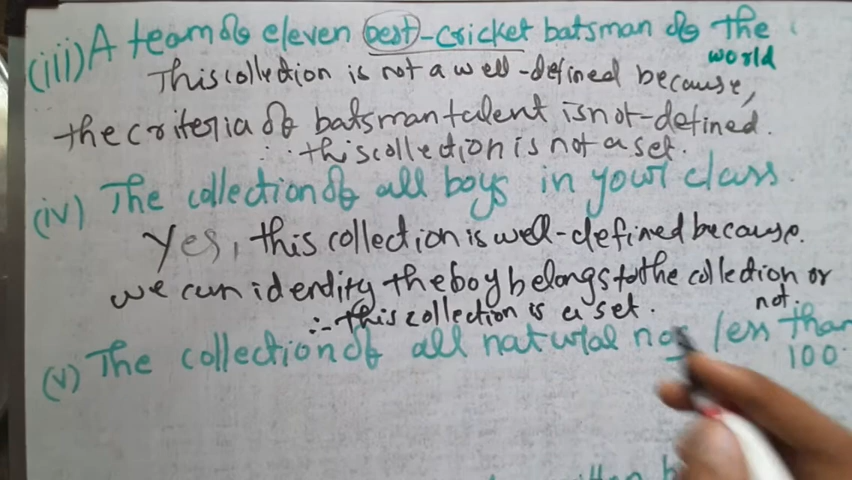 (iii) A team of eleven best-cricket batsman of the
world
This collection is not a well-defined because,
the criteria of batsman talent is not-defined.
∴ this collection is not a set.
(iv) The collection of all boys in your class.
Yes, this collection is well-defined because.
we can identity the boy belongs to the collection or
not.
∴ this collection is a set.
(v) The collection of all natural nos less than
100